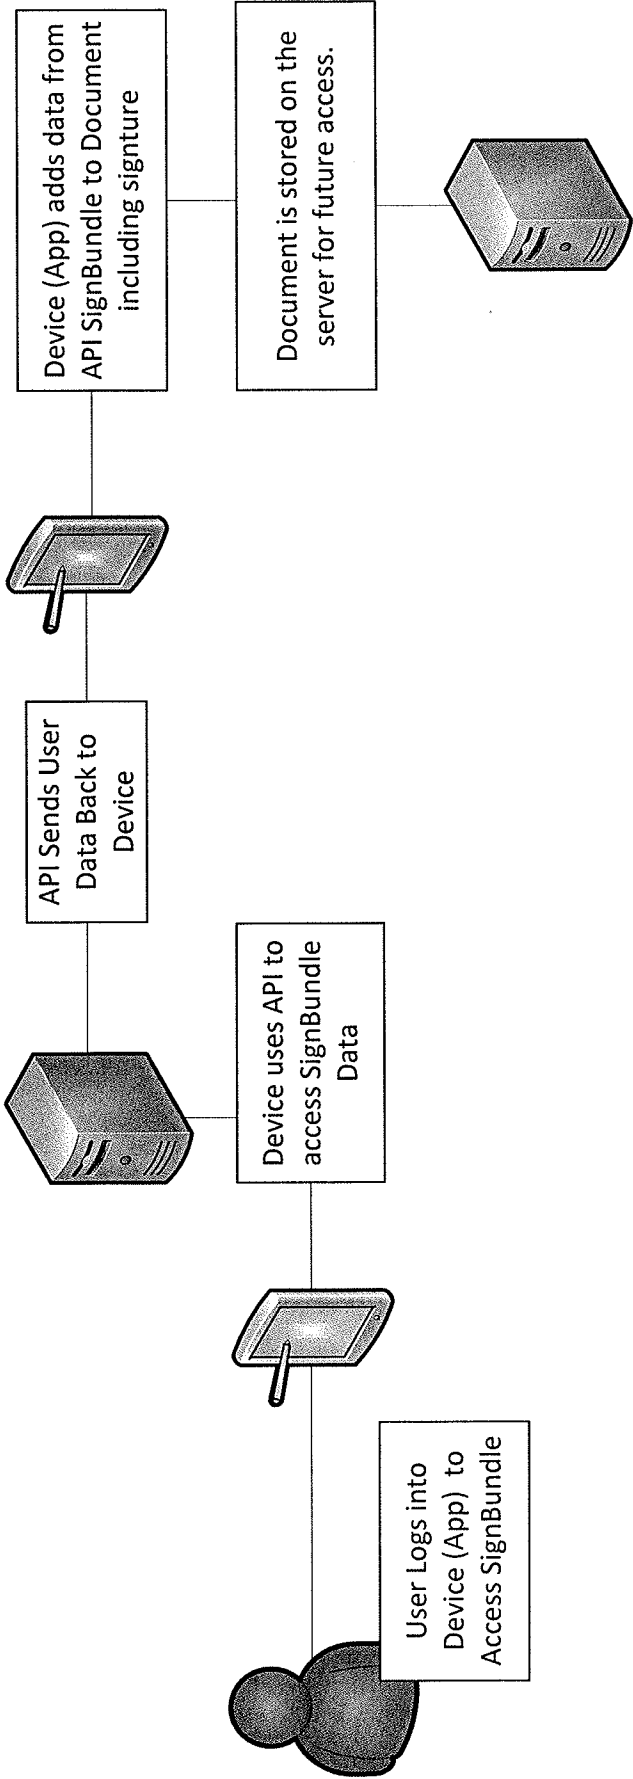 User Logs into
Device (App) to
Access SignBundle
Device uses API to
access SignBundle
Data
API Sends User
Data Back to
Device
Device (App) adds data from
API SignBundle to Document
including signture
Document is stored on the
server for future access.